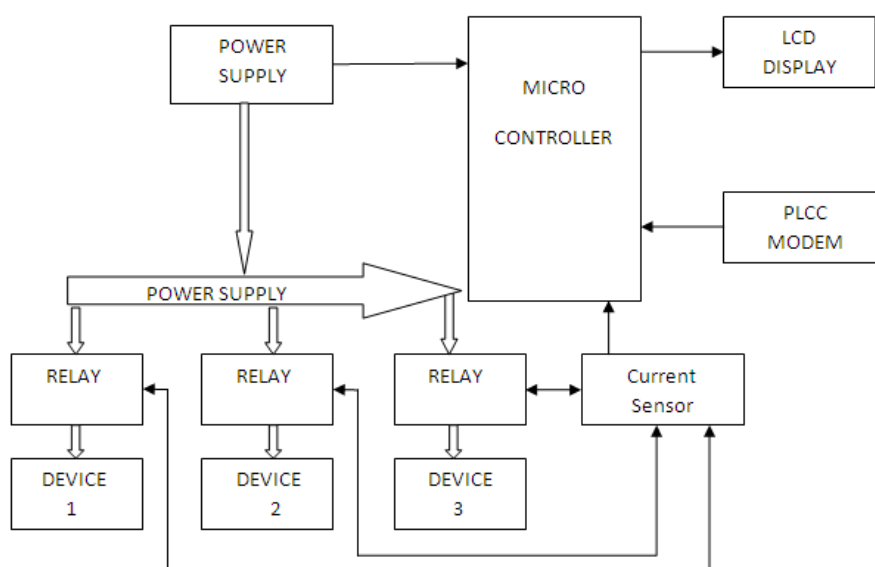 POWER
SUPPLY
LCD
DISPLAY
MICRO
CONTROLLER
PLCC
MODEM
POWER SUPPLY
RELAY
RELAY
RELAY
Current
Sensor
DEVICE
1
DEVICE
2
DEVICE
3